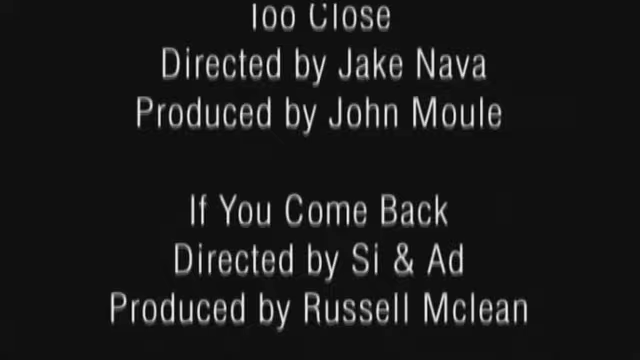 Too Close
Directed by Jake Nava
Produced by John Moule
If You Come Back
Directed by Si & Ad
Produced by Russell Mclean